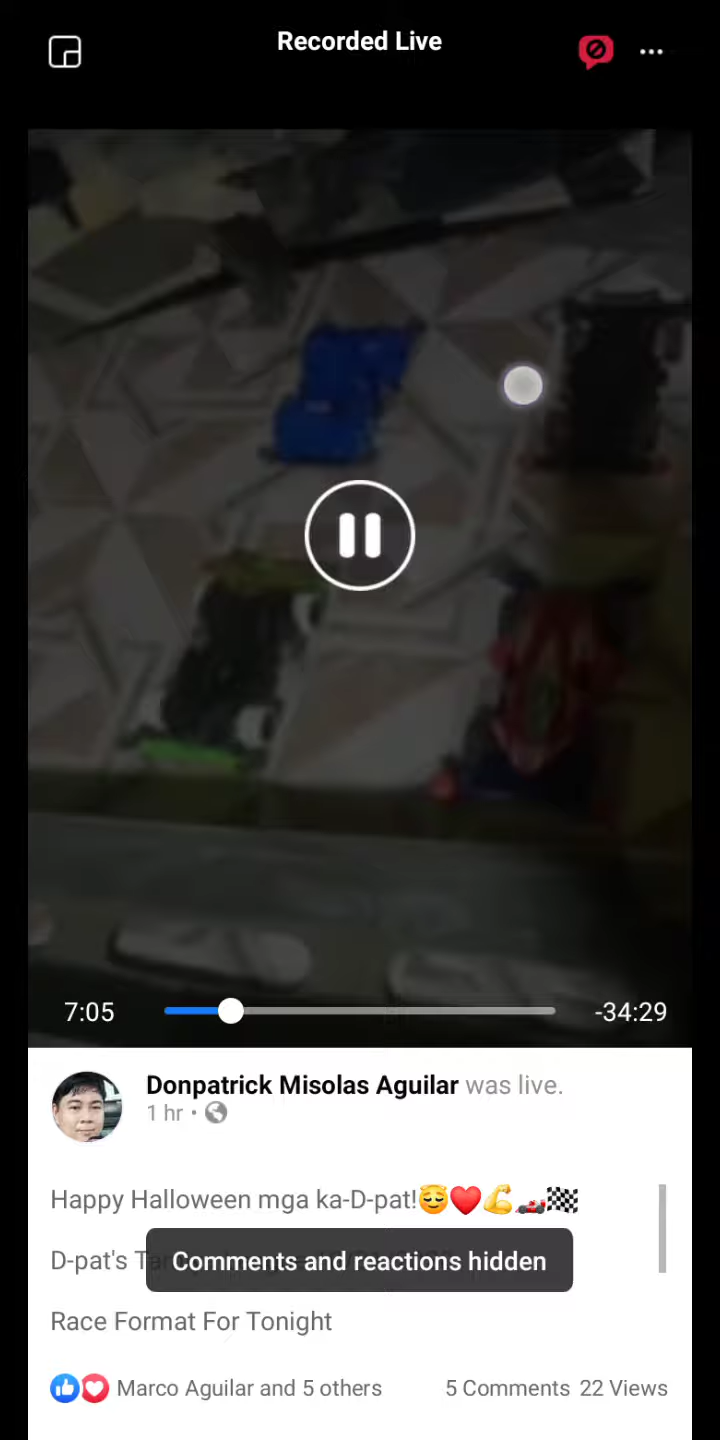 Recorded Live
7:05
-34:29
Donpatrick Misolas Aguilar was live.
1 hr •
Happy Halloween mga ka-D-pat!😇❤️💪🏎️🏁
D-pat's
Comments and reactions hidden
Race Format For Tonight
Marco Aguilar and 5 others
5 Comments 22 Views